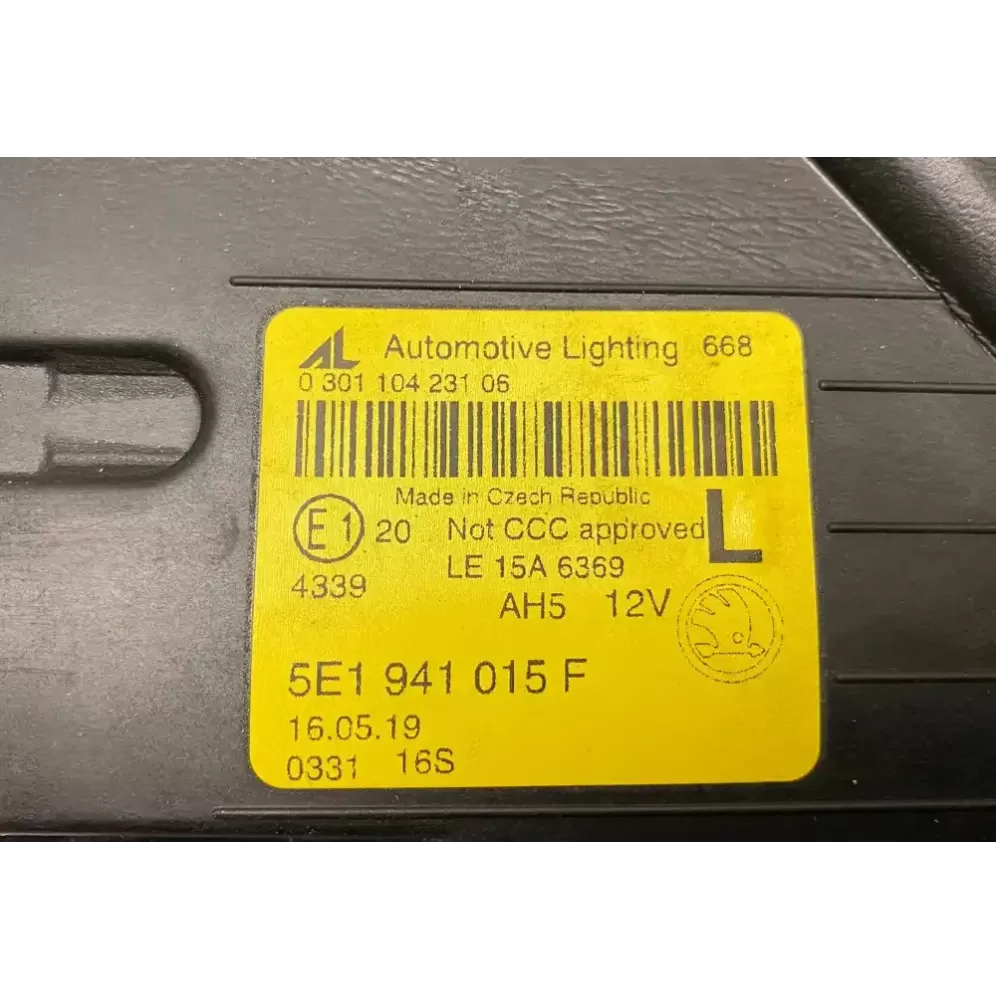 AL Automotive Lighting 668
0 301 104 231 06
Made in Czech Republic
E1 20 Not CCC approved L
4339 LE 15A 6369
AH5 12V
5E1 941 015 F
16.05.19
0331 16S